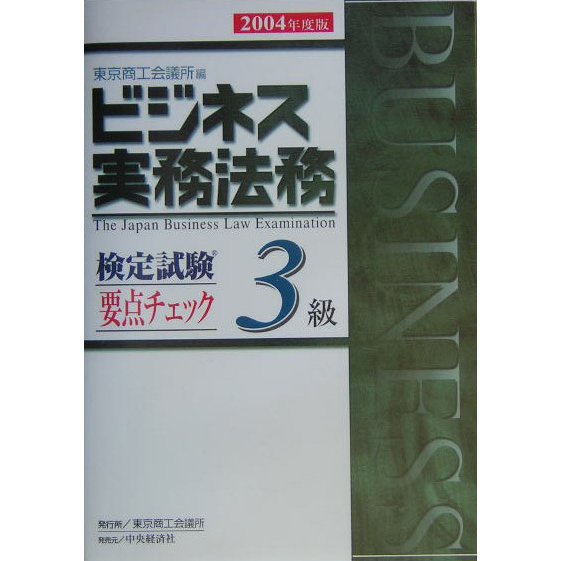 2004年度版
東京商工会議所 編
ビジネス
実務法務
The Japan Business Law Examination
検定試験®
要点チェック
3級
BUSINESS
発行所/東京商工会議所
発売元/中央経済社